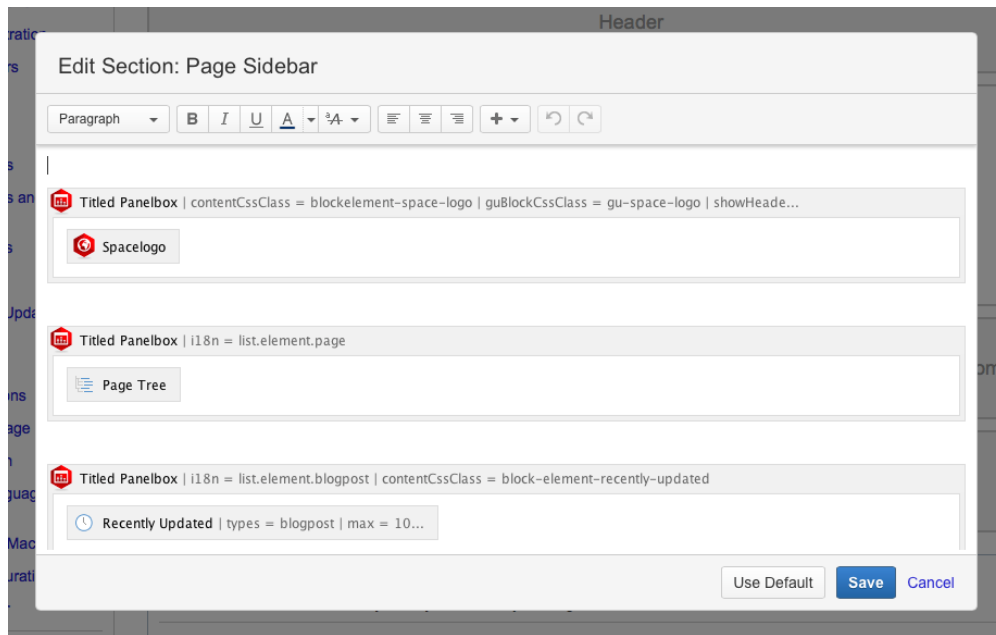 Header
Edit Section: Page Sidebar
Paragraph B I U A ªA
Titled Panelbox | contentCssClass = blockelement-space-logo | guBlockCssClass = gu-space-logo | showHeade...
Spacelogo
Titled Panelbox | i18n = list.element.page
Page Tree
Titled Panelbox | i18n = list.element.blogpost | contentCssClass = block-element-recently-updated
Recently Updated | types = blogpost | max = 10...
Use Default Save Cancel